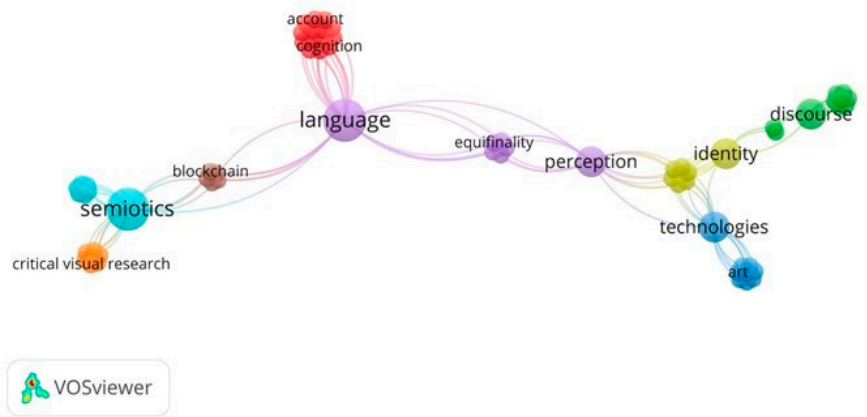 account
cognition
language
discourse
equifinality
identity
perception
blockchain
semiotics
technologies
critical visual research
art
VOSviewer